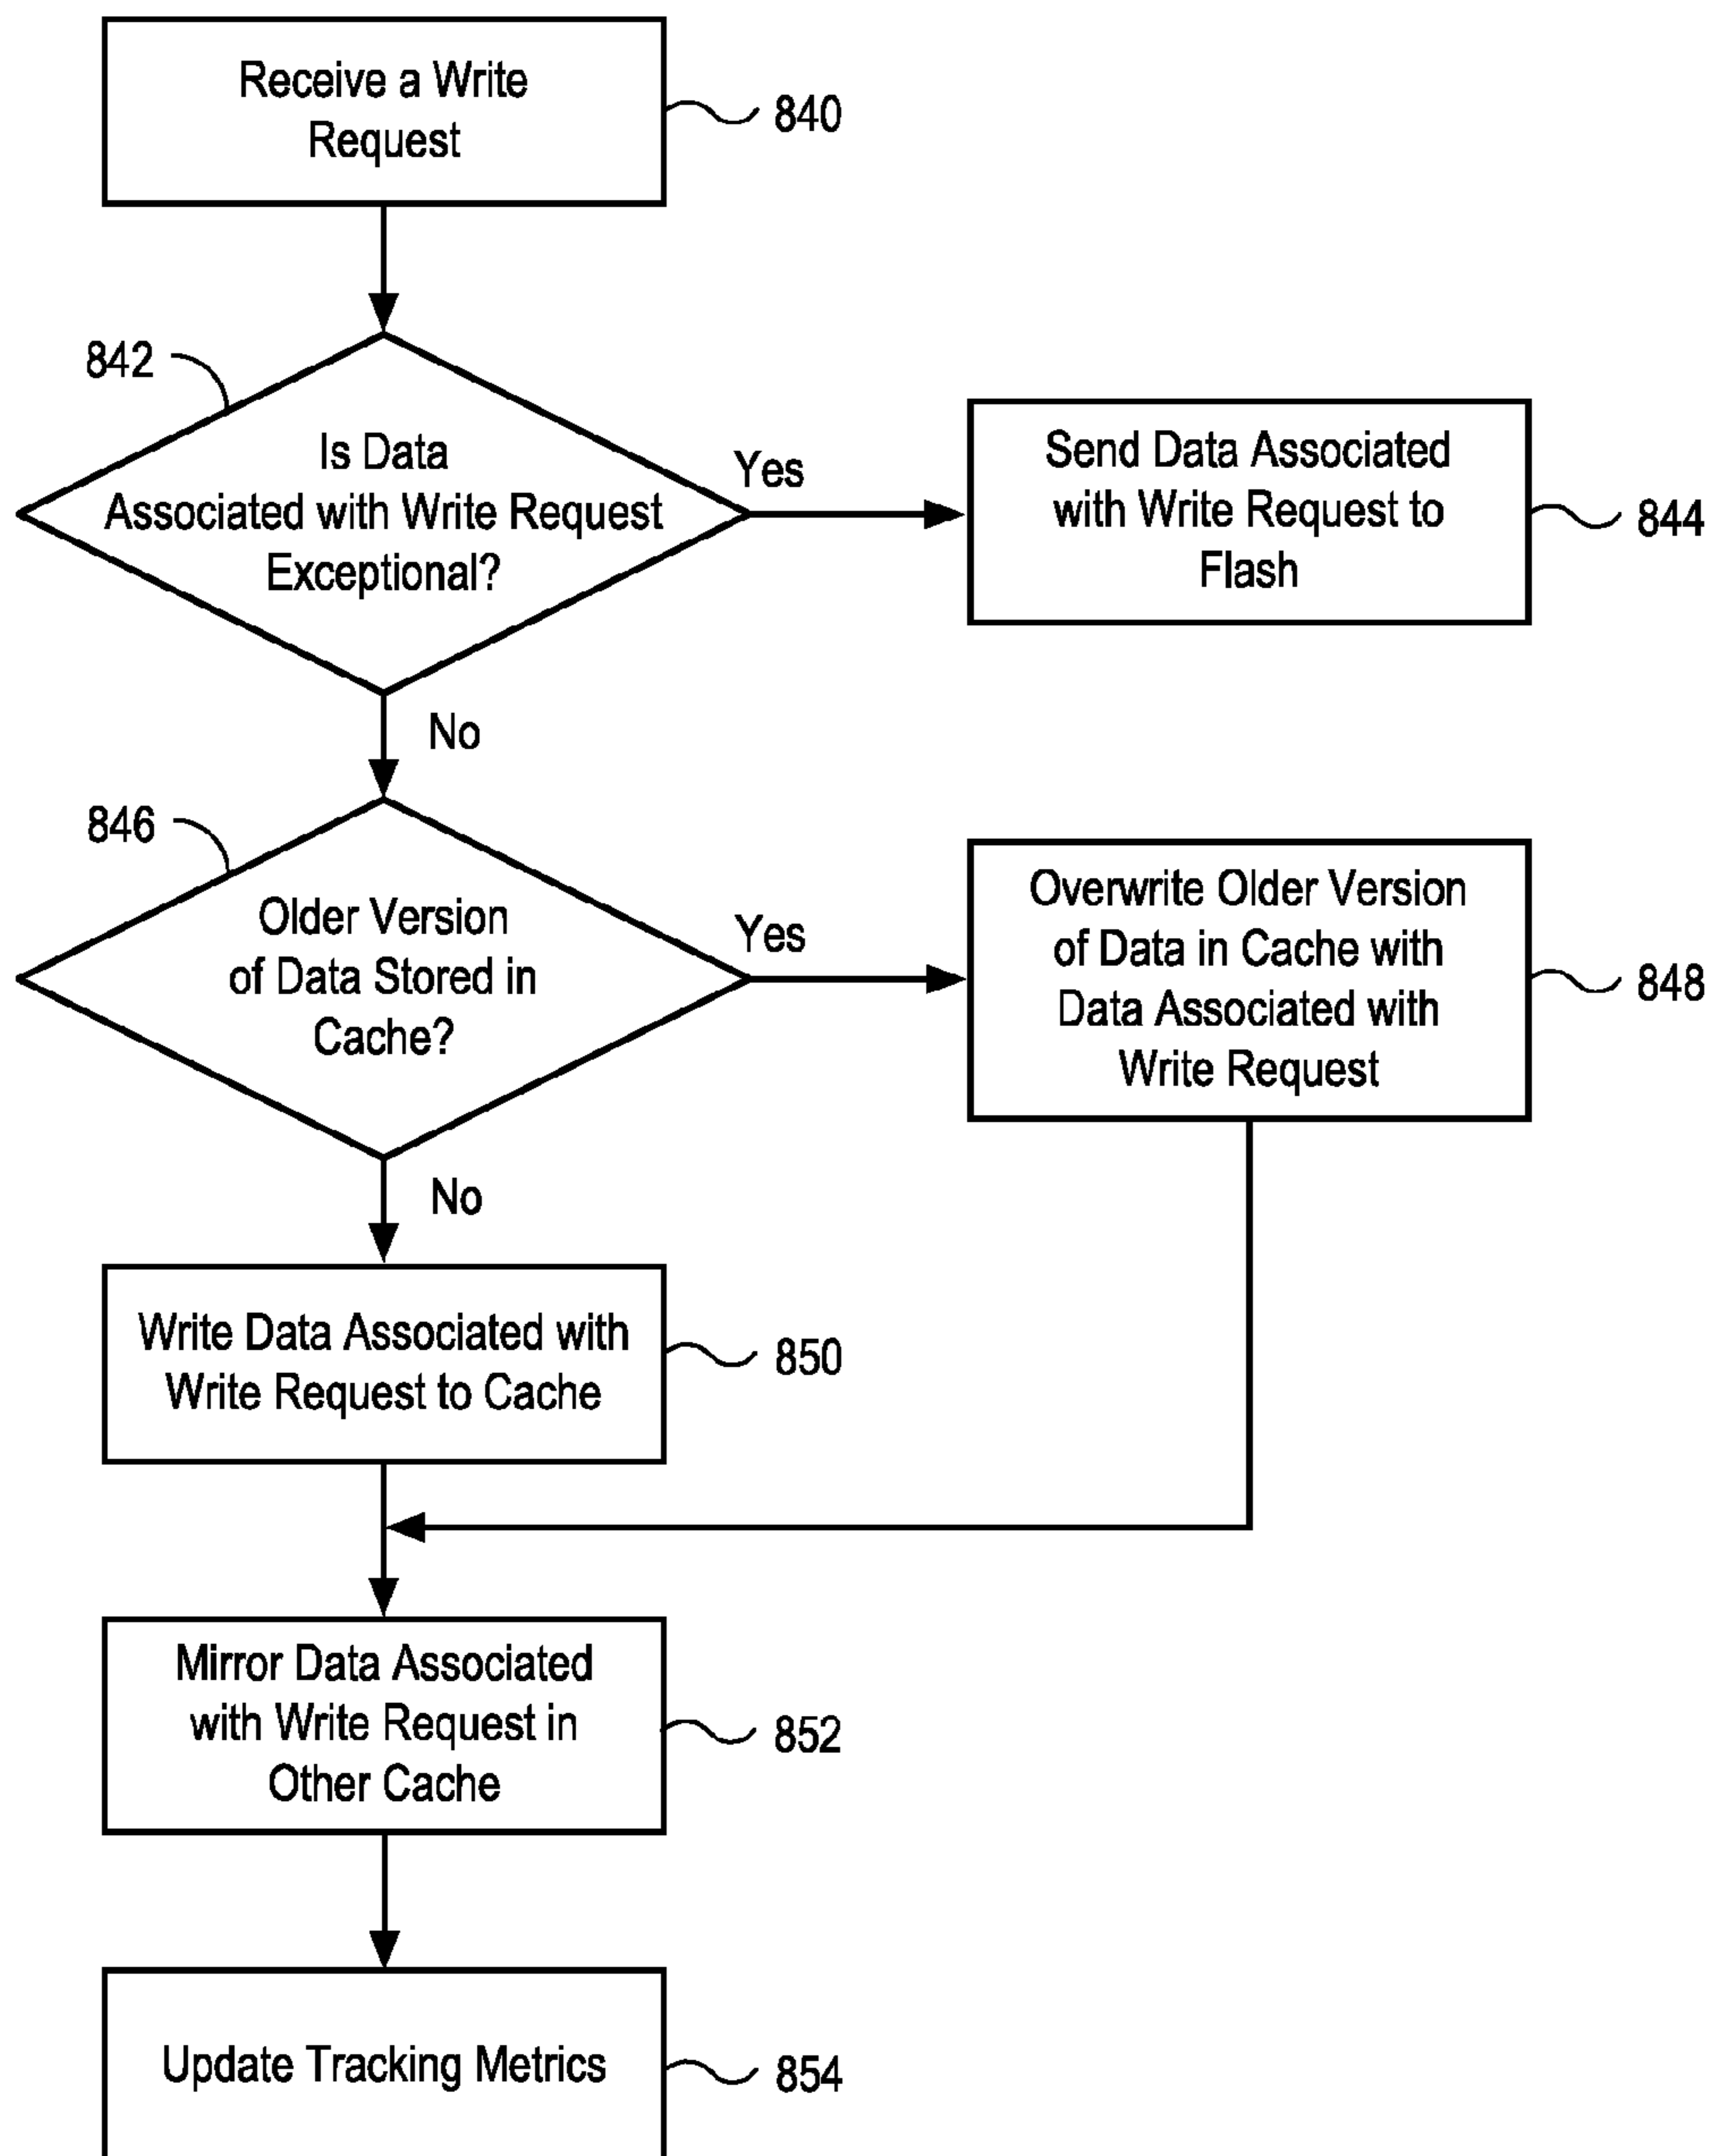 Receive a Write
Request
840
842
Is Data
Associated with Write Request
Exceptional?
Yes
Send Data Associated
with Write Request to
Flash
844
No
846
Older Version
of Data Stored in
Cache?
Yes
Overwrite Older Version
of Data in Cache with
Data Associated with
Write Request
848
No
Write Data Associated with
Write Request to Cache
850
Mirror Data Associated
with Write Request in
Other Cache
852
Update Tracking Metrics
854